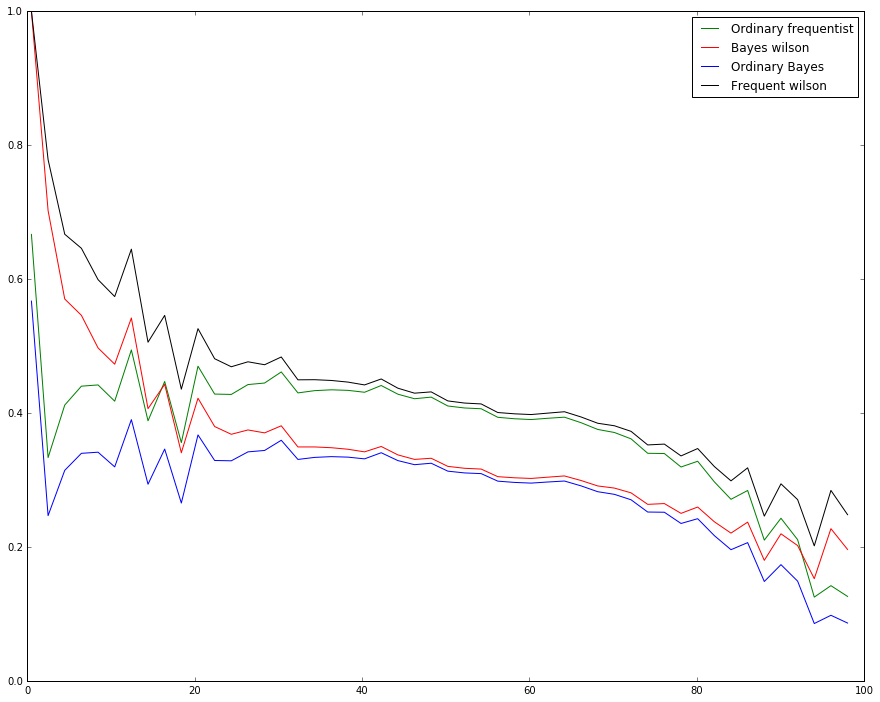 1.0
0.8
0.6
0.4
0.2
0.0
0 20 40 60 80 100
Ordinary frequentist
Bayes wilson
Ordinary Bayes
Frequent wilson